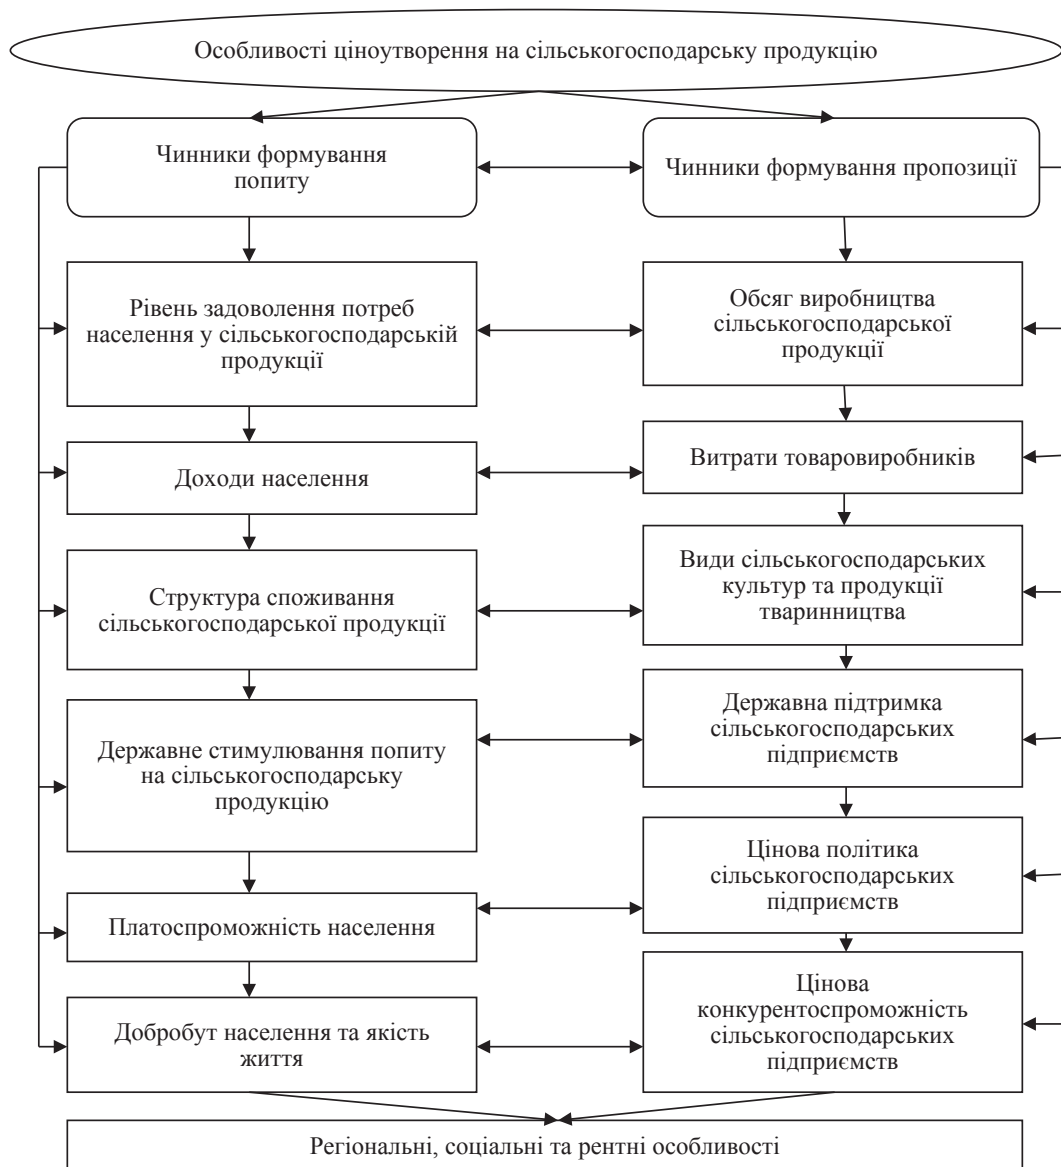 Особливості ціноутворення на сільськогосподарську продукцію
Чинники формування
попиту
Чинники формування пропозиції
Рівень задоволення потреб
населення у сільськогосподарській
продукції
Обсяг виробництва
сільськогосподарської
продукції
Доходи населення
Витрати товаровиробників
Структура споживання
сільськогосподарської продукції
Види сільськогосподарських
культур та продукції
тваринництва
Державне стимулювання попиту
на сільськогосподарську
продукцію
Державна підтримка
сільськогосподарських
підприємств
Платоспроможність населення
Цінова політика
сільськогосподарських
підприємств
Добробут населення та якість
життя
Цінова
конкурентоспроможність
сільськогосподарських
підприємств
Регіональні, соціальні та рентні особливості